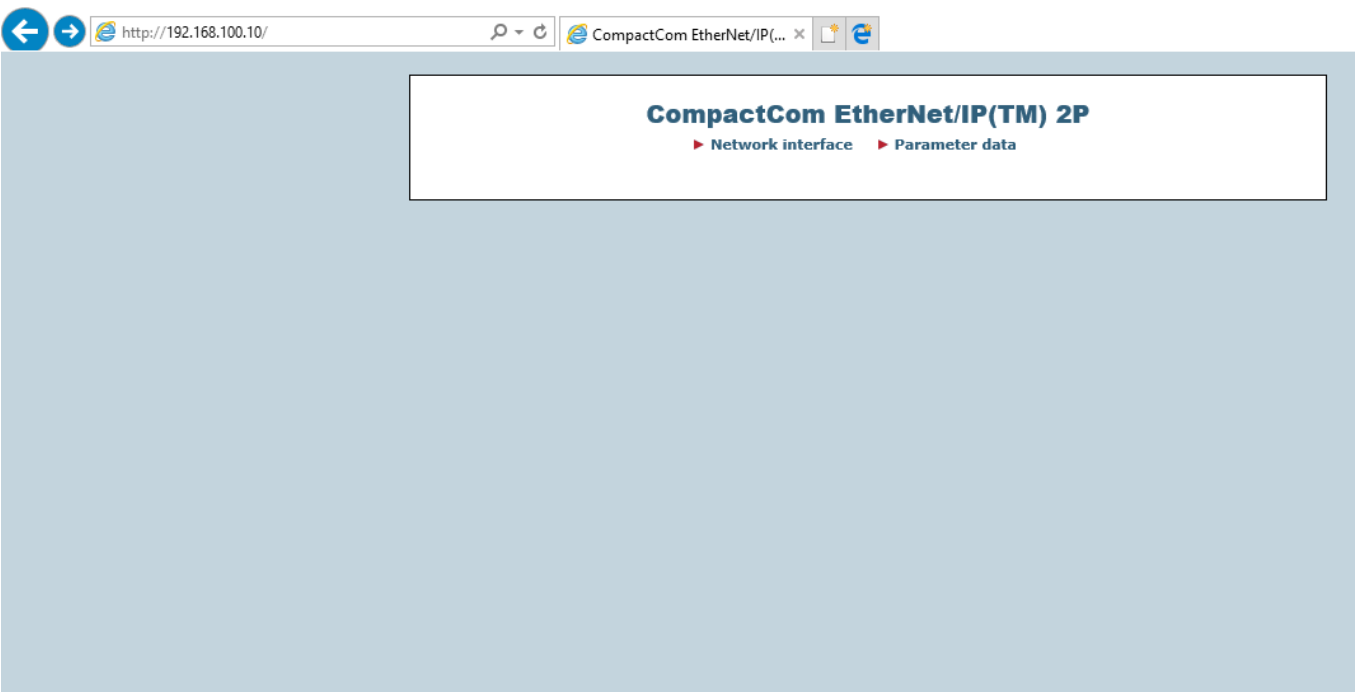 http://192.168.100.10/
CompactCom EtherNet/IP(...
CompactCom EtherNet/IP(TM) 2P
Network interface Parameter data